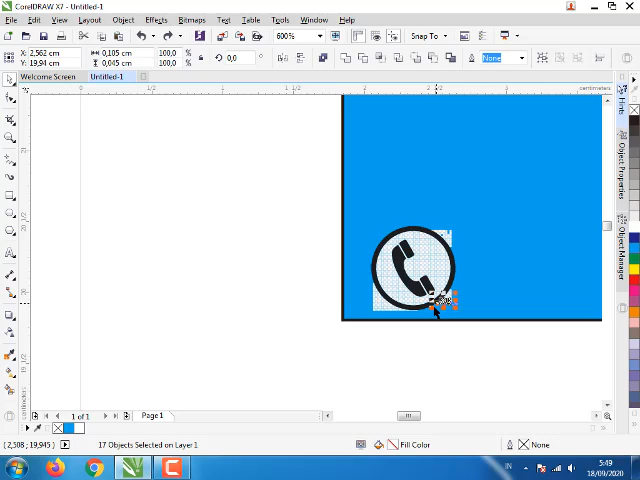 CorelDRAW X7 - Untitled-1
File Edit View Layout Object Effects Bitmaps Text Table Tools Window Help
600% Snap To
X: 2,562 cm 0,105 cm 100,0 % 0,0 None
Y: 19,94 cm 0,045 cm 100,0 %
Welcome Screen Untitled-1
centimeters
Hints
Object Properties
Object Manager
centimeters
1 of 1 Page 1
(2,508 ; 19,945) 17 Objects Selected on Layer 1 Fill Color None
IN 5:49
18/09/2020